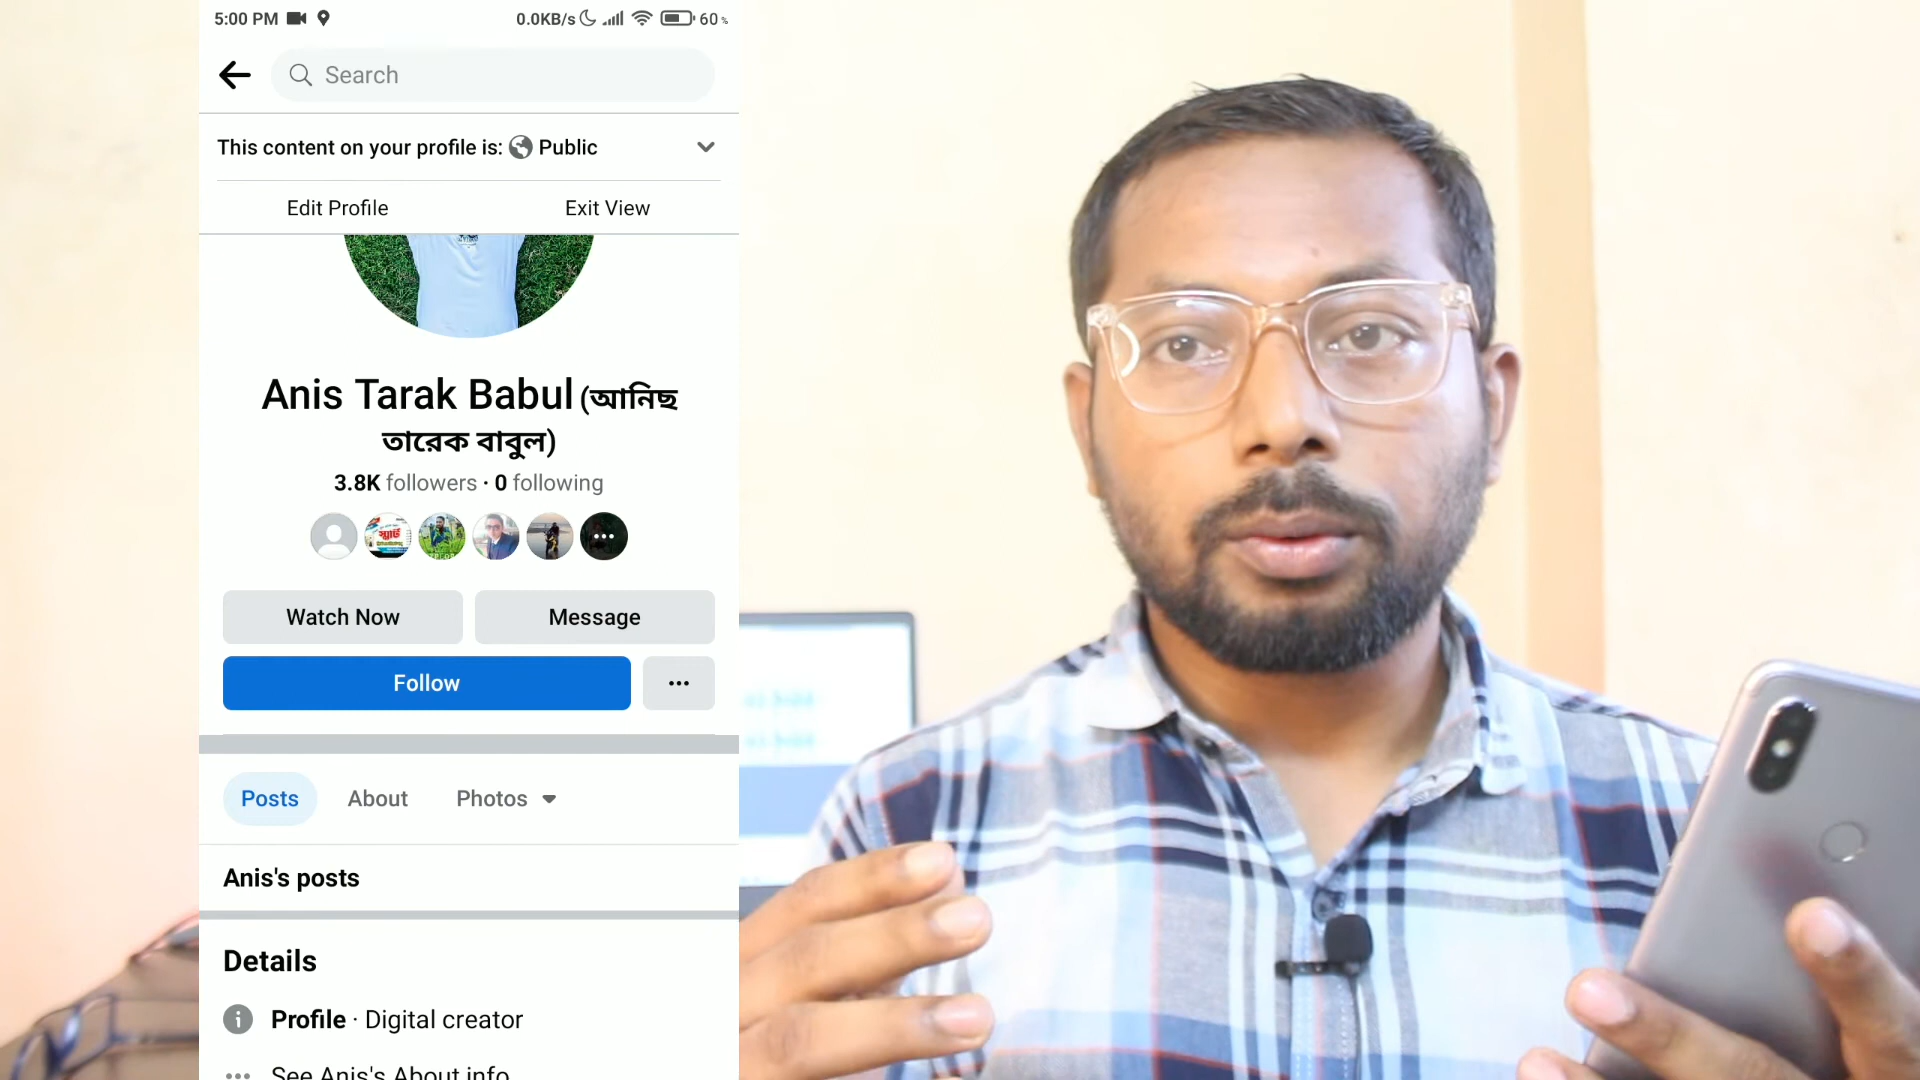 5:00 PM
0.0KB/s
60%
Search
This content on your profile is: Public
Edit Profile
Exit View
Anis Tarak Babul (আনিছ
তারেক বাবুল)
3.8K followers · 0 following
স্মার্ট
Watch Now
Message
Follow
Posts
About
Photos
Anis's posts
Details
Profile · Digital creator
See Anis's About info